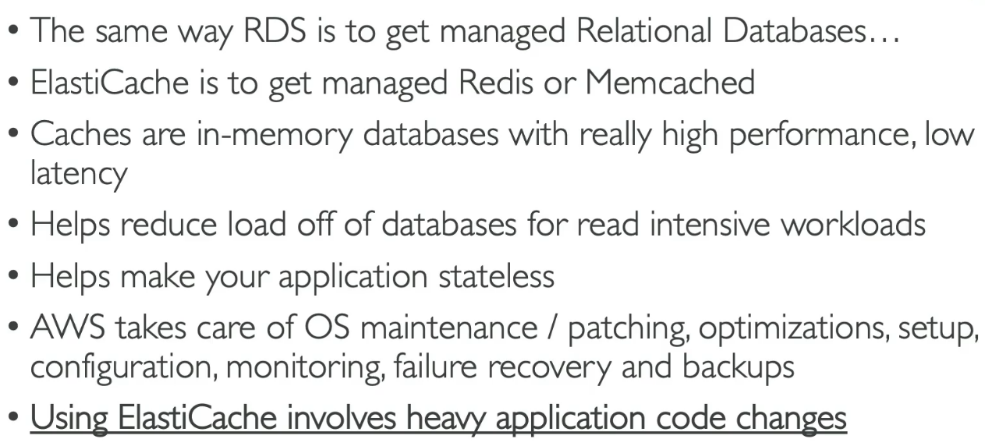 • The same way RDS is to get managed Relational Databases…
• ElastiCache is to get managed Redis or Memcached
• Caches are in-memory databases with really high performance, low
latency
• Helps reduce load off of databases for read intensive workloads
• Helps make your application stateless
• AWS takes care of OS maintenance / patching, optimizations, setup,
configuration, monitoring, failure recovery and backups
• Using ElastiCache involves heavy application code changes